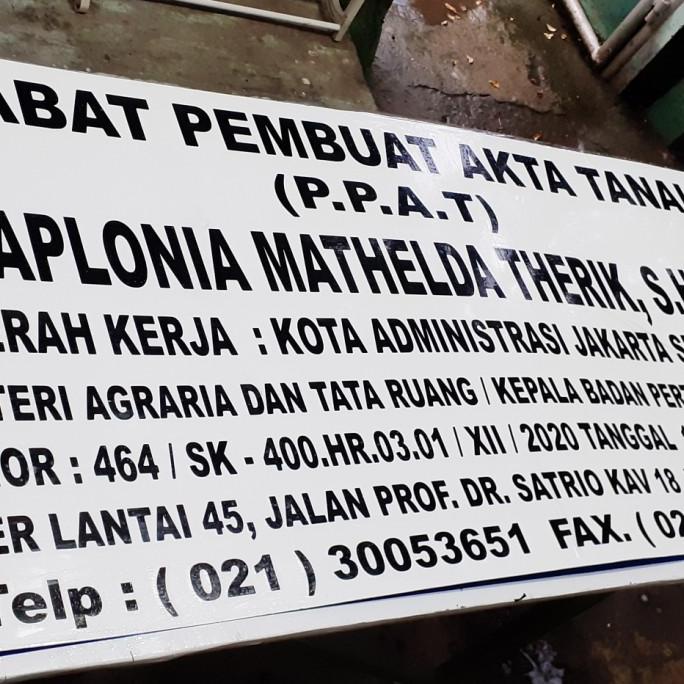 ABAT PEMBUAT AKTA TANAH
(P.P.A.T)
APLONIA MATHELDA THERIK, S.H
ERAH KERJA : KOTA ADMINISTRASI JAKARTA S
TERI AGRARIA DAN TATA RUANG / KEPALA BADAN PERT
OR : 464 / SK - 400.HR.03.01 / XII / 2020 TANGGAL
ER LANTAI 45, JALAN PROF. DR. SATRIO KAV 18
Telp : ( 021 ) 30053651 FAX. ( 02